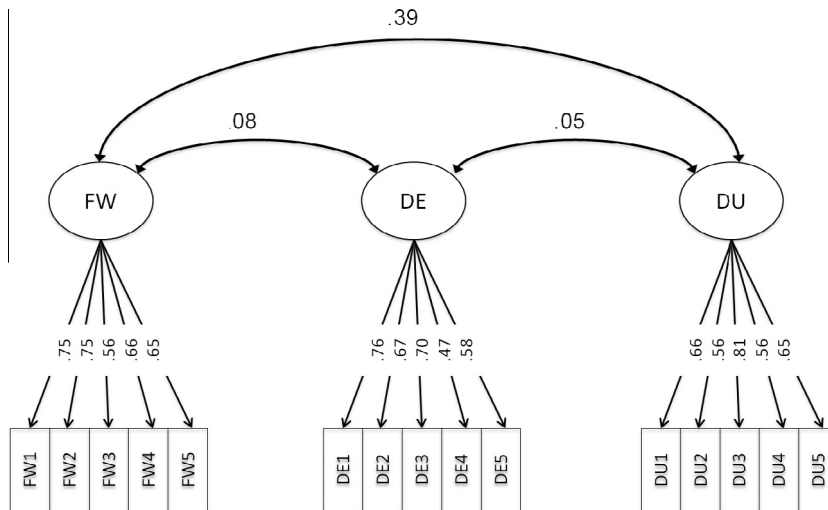 .39
.08
.05
FW
DE
DU
.75
.75
.56
.66
.65
.76
.67
.70
.47
.58
.66
.56
.81
.56
.65
FW1
FW2
FW3
FW4
FW5
DE1
DE2
DE3
DE4
DE5
DU1
DU2
DU3
DU4
DU5